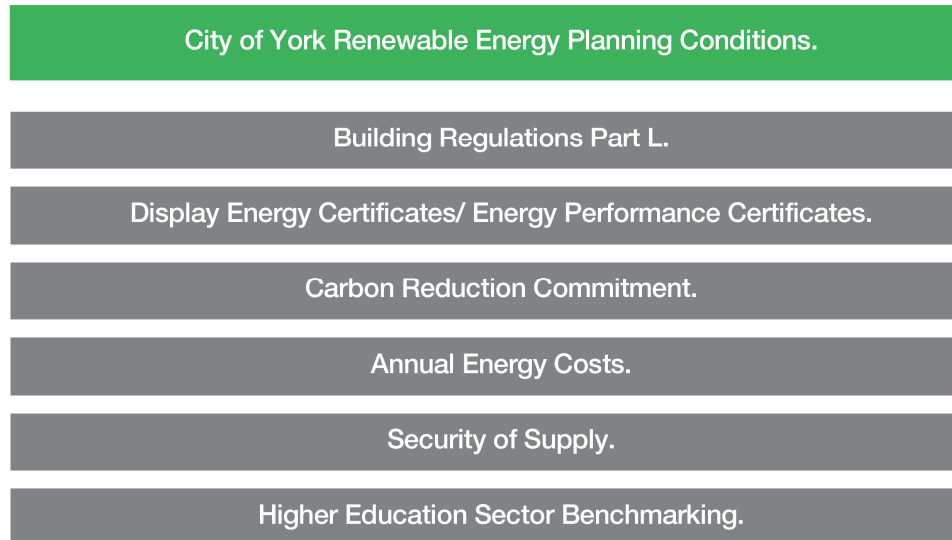 City of York Renewable Energy Planning Conditions.
Building Regulations Part L.
Display Energy Certificates/ Energy Performance Certificates.
Carbon Reduction Commitment.
Annual Energy Costs.
Security of Supply.
Higher Education Sector Benchmarking.